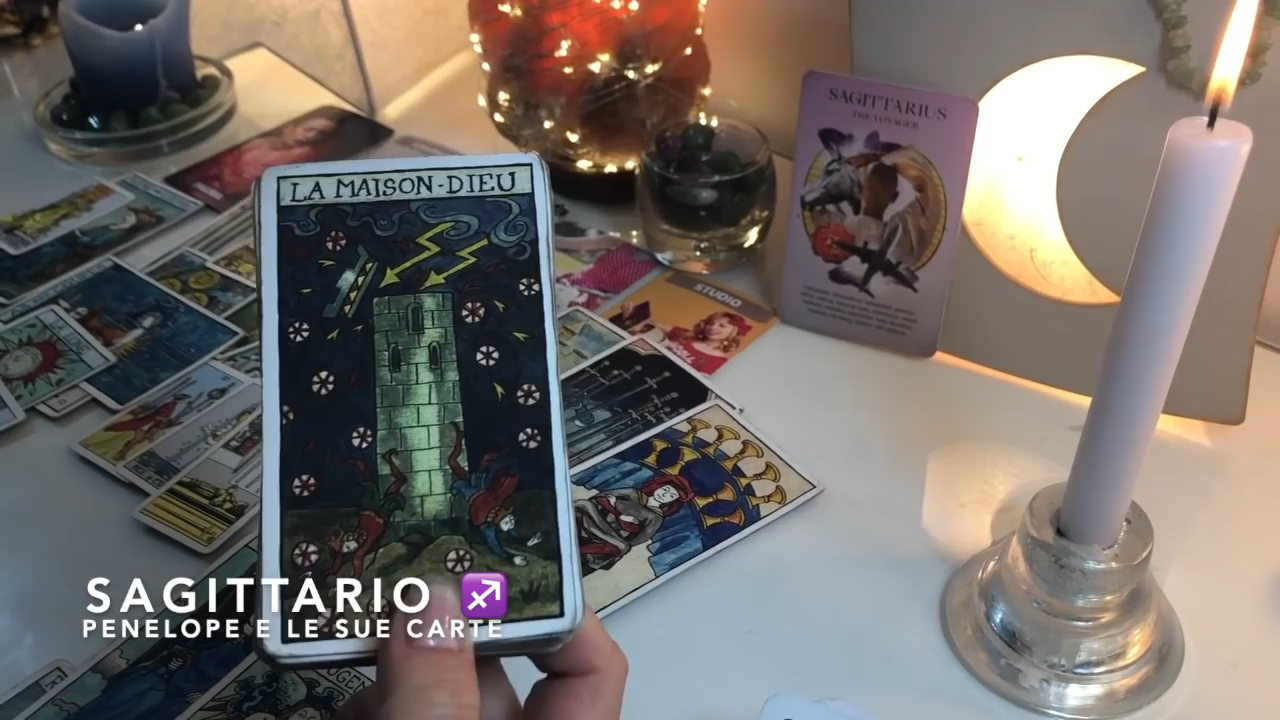 LA MAISON-DIEU
SAGITTARIUS
THE VOYAGER
STUDIO
SAGITTARIO ♐
PENELOPE E LE SUE CARTE